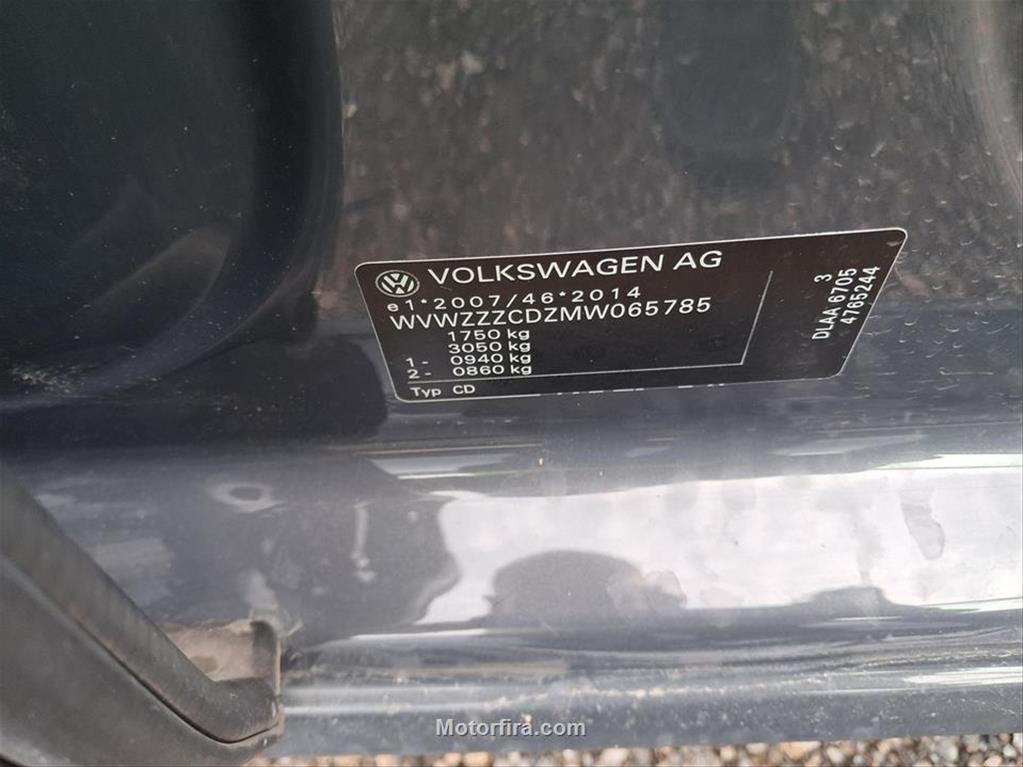 VOLKSWAGEN AG
e1*2007/46*2014
WVWZZZCDZMW065785
1750 kg
3050 kg
1- 0940 kg
2- 0860 kg
Typ CD
3
DLAA 6705
4765244
Motorfira.com